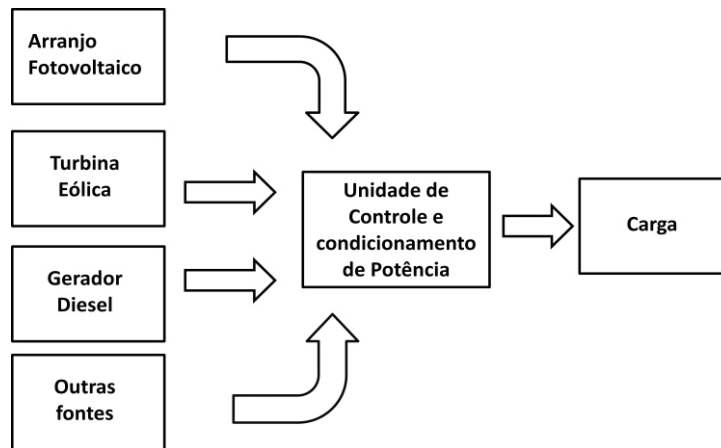 Arranjo
Fotovoltaico
Turbina
Eólica
Gerador
Diesel
Outras
fontes
Unidade de
Controle e
condicionamento
de Potência
Carga